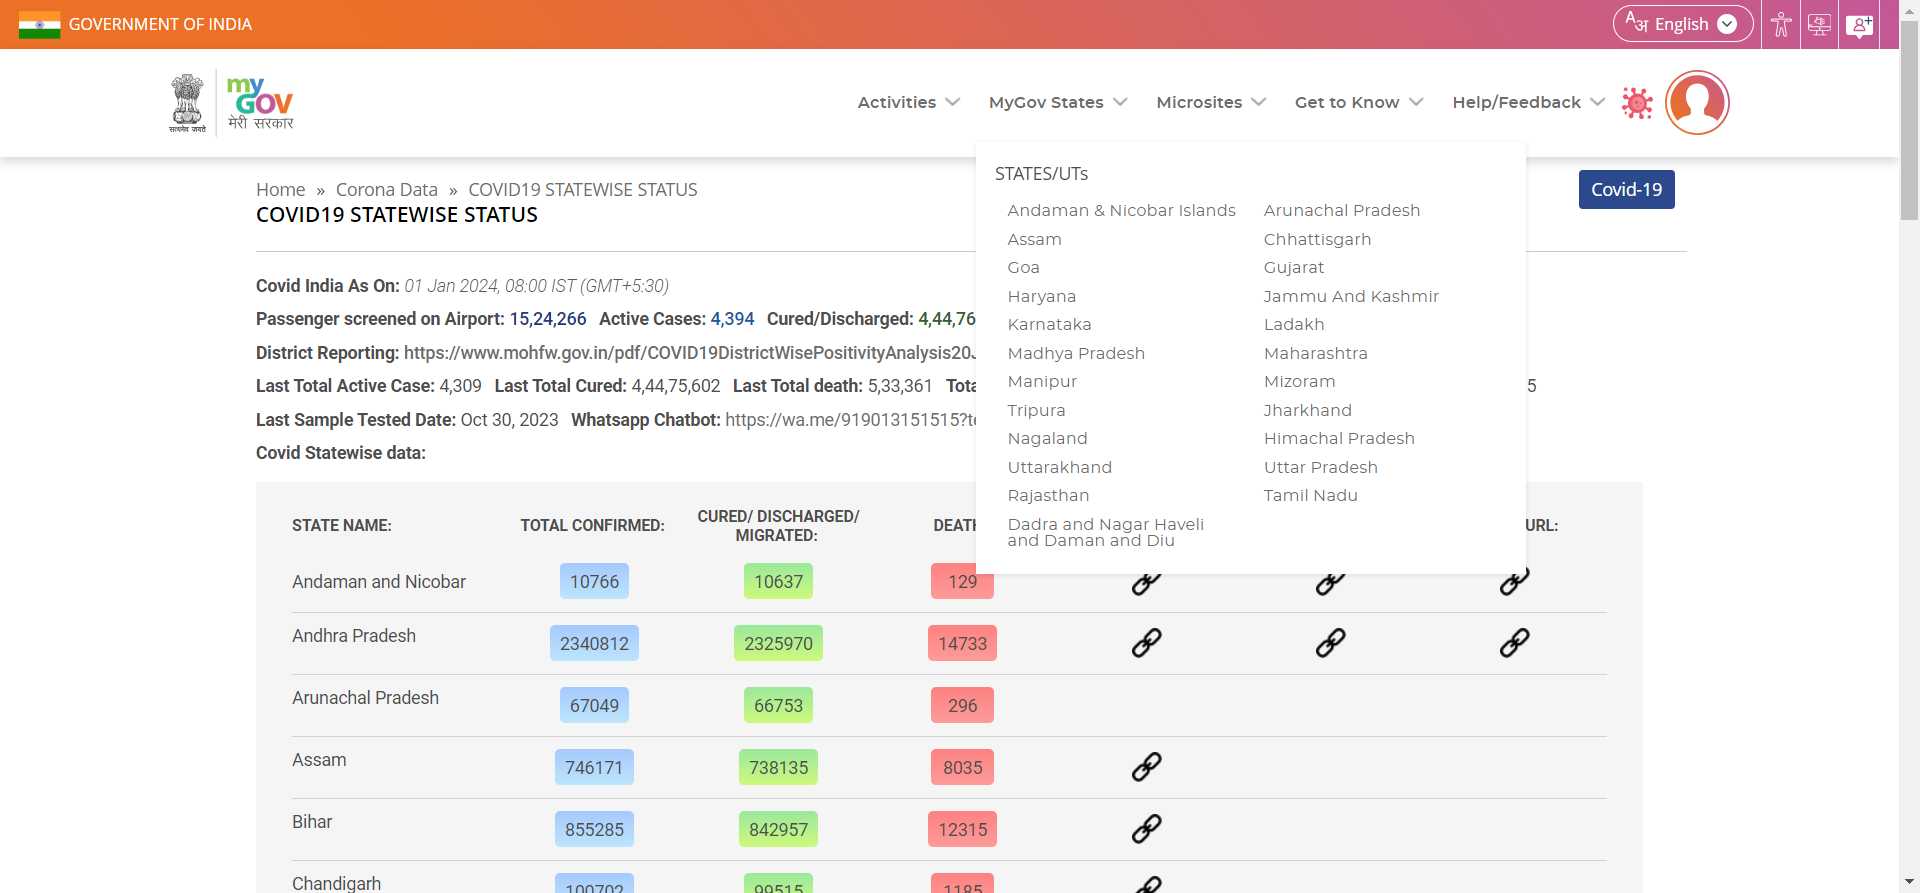 GOVERNMENT OF INDIA
Aअ English
सत्यमेव जयते
my
GOV
मेरी सरकार
Activities MyGov States Microsites Get to Know Help/Feedback
Home » Corona Data » COVID19 STATEWISE STATUS
COVID19 STATEWISE STATUS
Covid-19
STATES/UTs
Andaman & Nicobar Islands Arunachal Pradesh
Assam Chhattisgarh
Goa Gujarat
Haryana Jammu And Kashmir
Karnataka Ladakh
Madhya Pradesh Maharashtra
Manipur Mizoram
Tripura Jharkhand
Nagaland Himachal Pradesh
Uttarakhand Uttar Pradesh
Rajasthan Tamil Nadu
Dadra and Nagar Haveli
and Daman and Diu
Covid India As On: 01 Jan 2024, 08:00 IST (GMT+5:30)
Passenger screened on Airport: 15,24,266 Active Cases: 4,394 Cured/Discharged: 4,44,76
District Reporting: https://www.mohfw.gov.in/pdf/COVID19DistrictWisePositivityAnalysis20
Last Total Active Case: 4,309 Last Total Cured: 4,44,75,602 Last Total death: 5,33,361 Tota 5
Last Sample Tested Date: Oct 30, 2023 Whatsapp Chatbot: https://wa.me/919013151515?te
Covid Statewise data:
STATE NAME: TOTAL CONFIRMED: CURED/ DISCHARGED/ MIGRATED: DEATH URL:
Andaman and Nicobar 10766 10637 129
Andhra Pradesh 2340812 2325970 14733
Arunachal Pradesh 67049 66753 296
Assam 746171 738135 8035
Bihar 855285 842957 12315
Chandigarh 100702 99515 1185